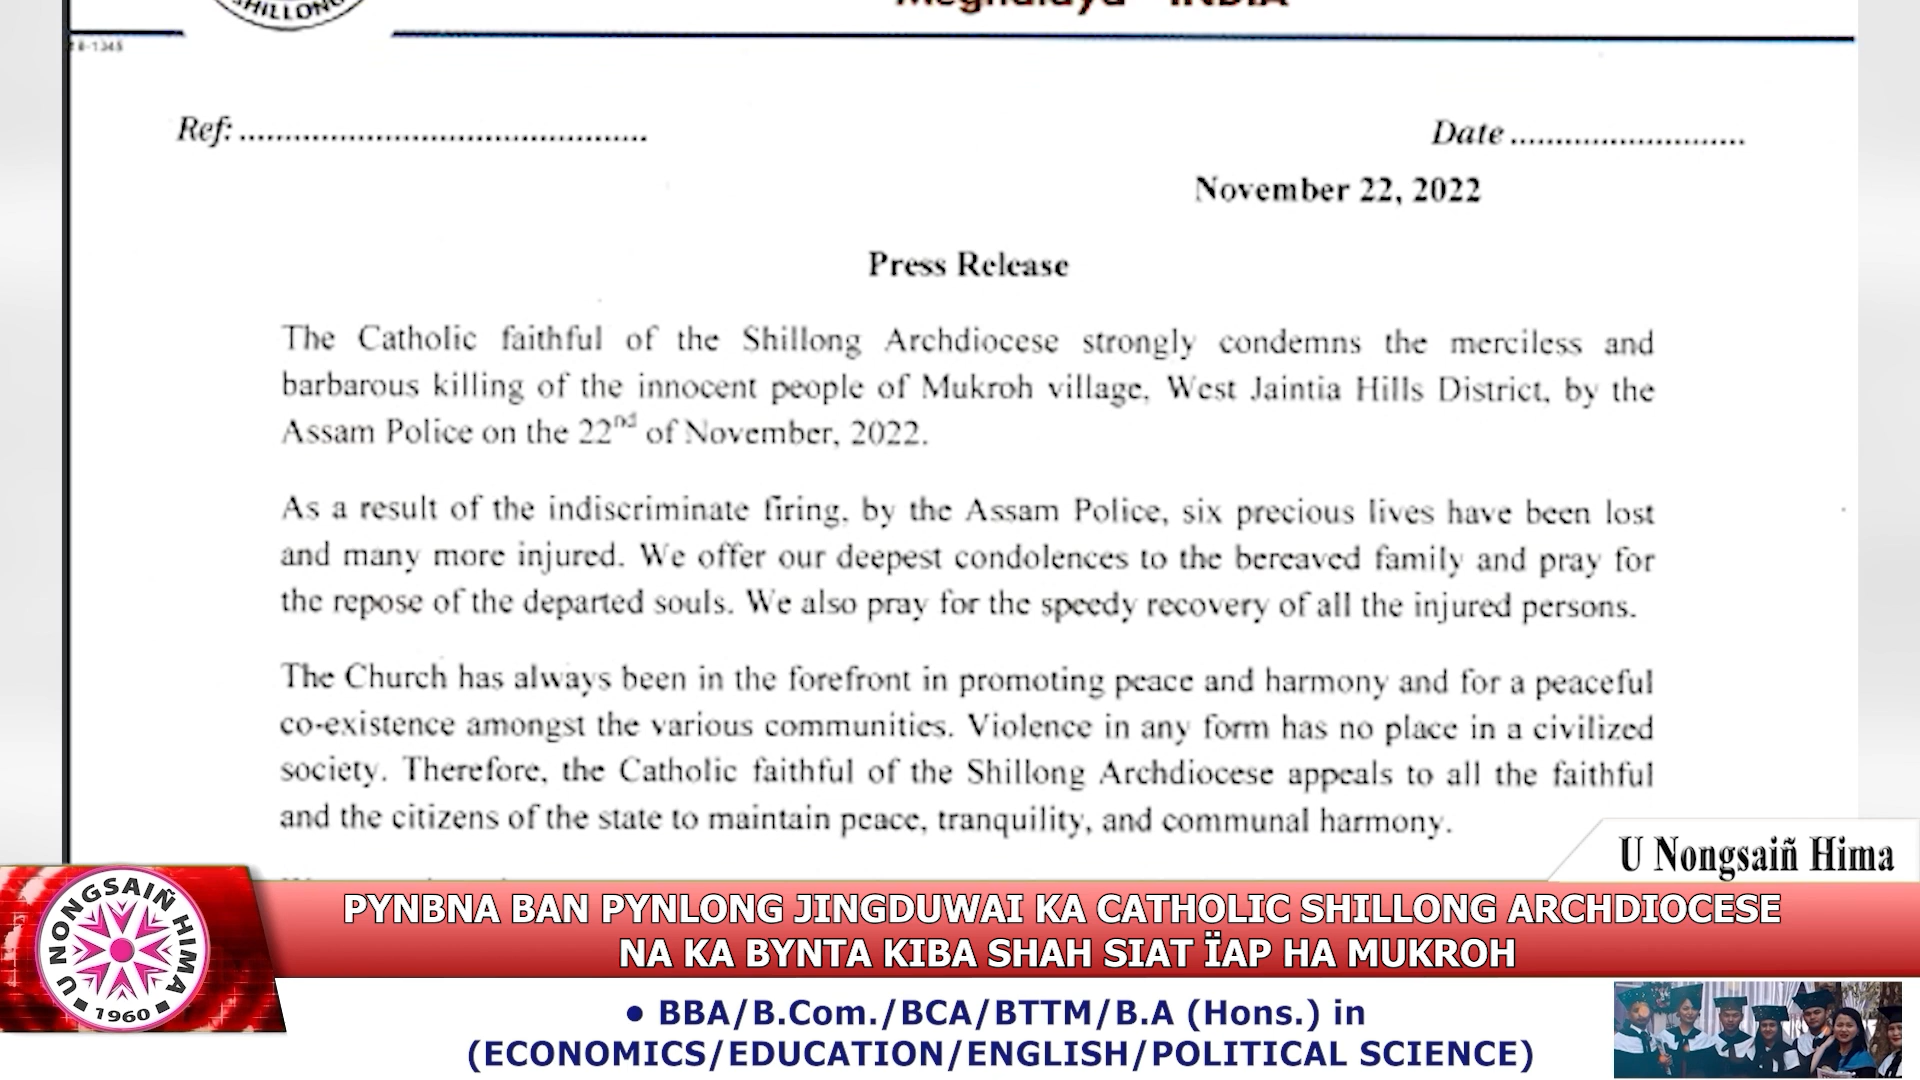 SHILLONG
Meghalaya - INDIA
Ref: ..............................................
Date ..........................
November 22, 2022
Press Release
The Catholic faithful of the Shillong Archdiocese strongly condemns the merciless and
barbarous killing of the innocent people of Mukroh village, West Jaintia Hills District, by the
Assam Police on the 22nd of November, 2022.
As a result of the indiscriminate firing, by the Assam Police, six precious lives have been lost
and many more injured. We offer our deepest condolences to the bereaved family and pray for
the repose of the departed souls. We also pray for the speedy recovery of all the injured persons.
The Church has always been in the forefront in promoting peace and harmony and for a peaceful
co-existence amongst the various communities. Violence in any form has no place in a civilized
society. Therefore, the Catholic faithful of the Shillong Archdiocese appeals to all the faithful
and the citizens of the state to maintain peace, tranquility, and communal harmony.
U Nongsaiñ Hima
U NONGSAIÑ HIMA
1960
PYNBNA BAN PYNLONG JINGDUWAI KA CATHOLIC SHILLONG ARCHDIOCESE
NA KA BYNTA KIBA SHAH SIAT ÏAP HA MUKROH
● BBA/B.Com./BCA/BTTM/B.A (Hons.) in
(ECONOMICS/EDUCATION/ENGLISH/POLITICAL SCIENCE)